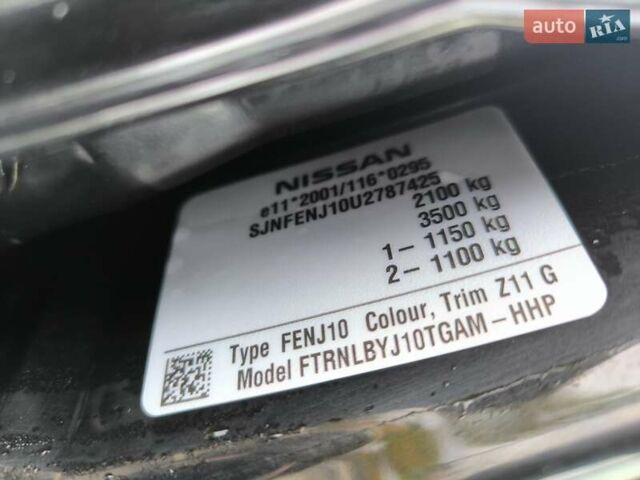 auto RIA
.com
NISSAN
e11*2001/116*0295
SJNFENJ10U2787425
2100 kg
3500 kg
1 – 1150 kg
2 – 1100 kg
Type FENJ10 Colour, Trim Z11 G
Model FTRNLBYJ10TGAM – HHP